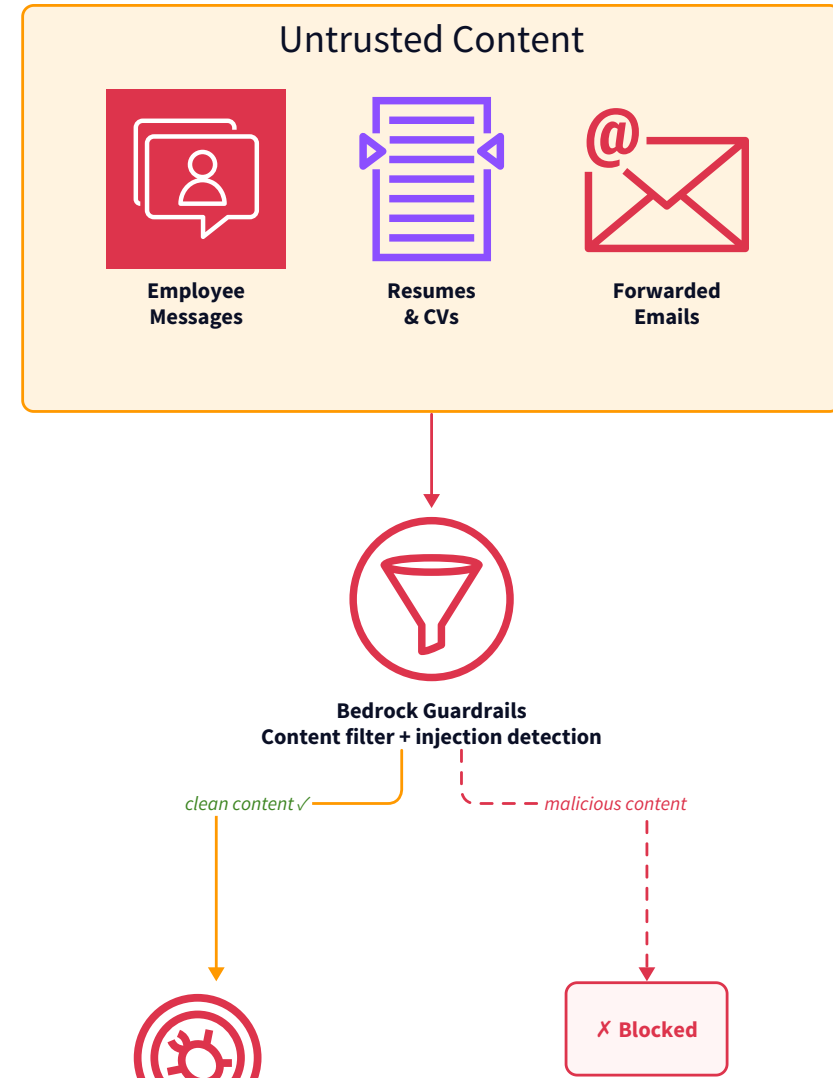 Untrusted Content
@
Employee
Messages
Resumes
& CVs
Forwarded
Emails
Bedrock Guardrails
Content filter + injection detection
clean content ✓
malicious content
✗ Blocked